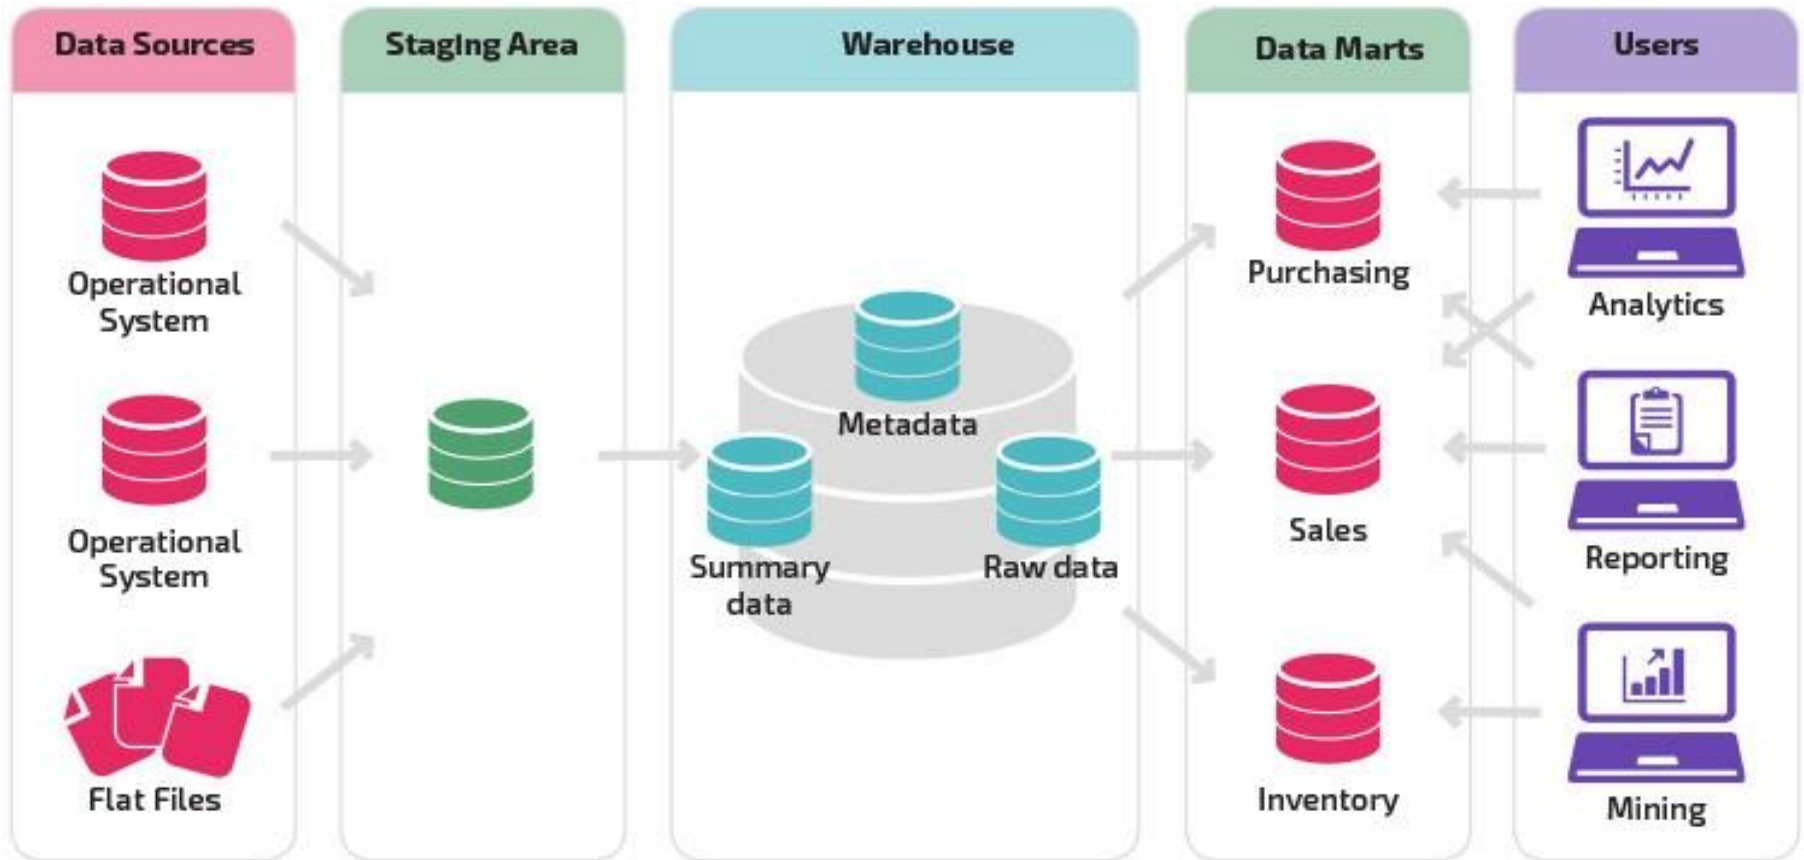 Data Sources
Staging Area
Warehouse
Data Marts
Users
Operational
System
Operational
System
Flat Files
Metadata
Summary
data
Raw data
Purchasing
Sales
Inventory
Analytics
Reporting
Mining